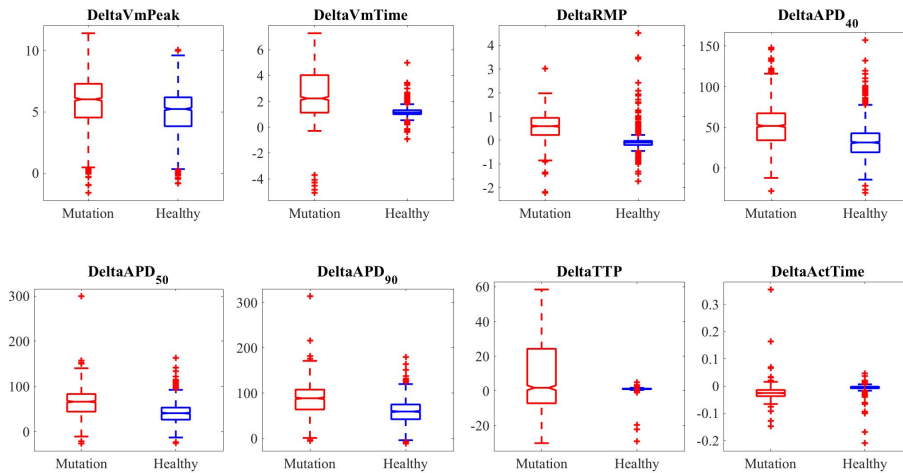 DeltaVmPeak
10
5
0
Mutation Healthy
DeltaVmTime
6
4
2
0
-2
-4
Mutation Healthy
DeltaRMP
4
3
2
1
0
-1
-2
Mutation Healthy
DeltaAPD40
150
100
50
0
Mutation Healthy
DeltaAPD50
300
200
100
0
Mutation Healthy
DeltaAPD90
300
200
100
0
Mutation Healthy
DeltaTTP
60
40
20
0
-20
Mutation Healthy
DeltaActTime
0.3
0.2
0.1
0
-0.1
-0.2
Mutation Healthy